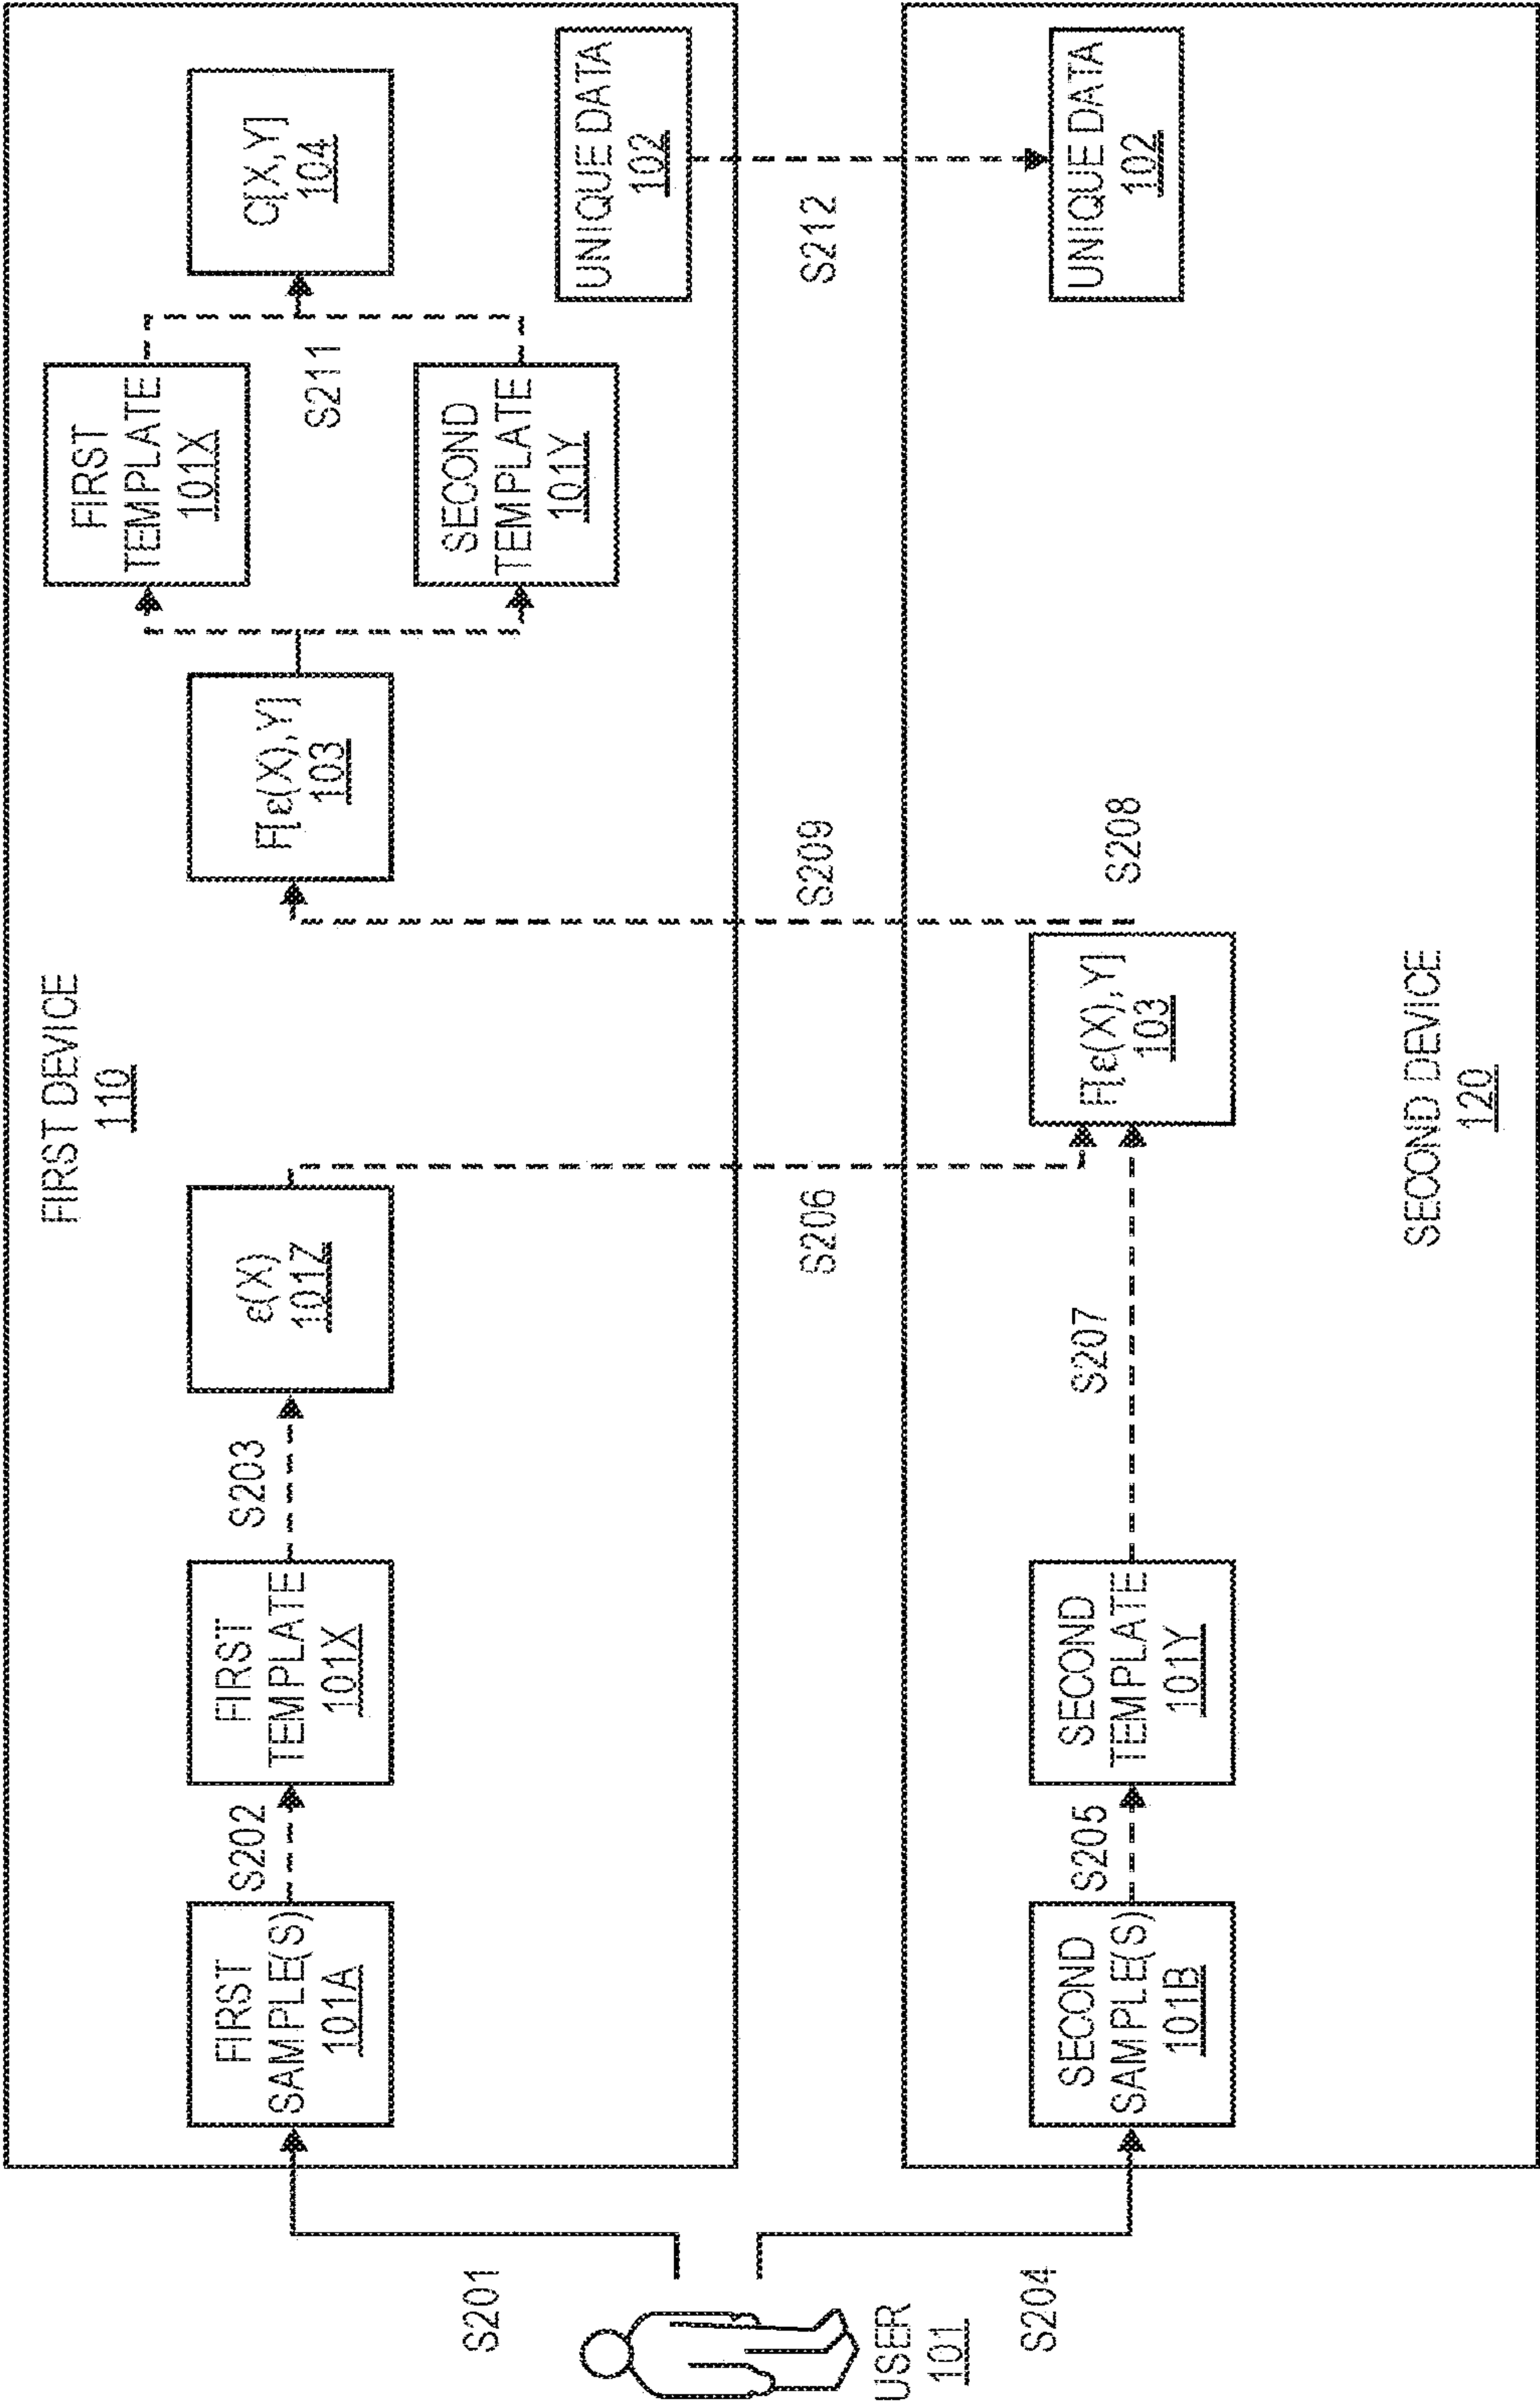 FIRST DEVICE
110
S201
FIRST
SAMPLE(S)
101A
S202
FIRST
TEMPLATE
101X
S203
ε(X)
101Z
F[ε(X),Y]
103
FIRST
TEMPLATE
101X
SECOND
TEMPLATE
101Y
S211
C[X,Y]
104
UNIQUE DATA
102
USER
101
S206
S209
S212
S204
SECOND
SAMPLE(S)
101B
S205
SECOND
TEMPLATE
101Y
S207
F[ε(X),Y]
103
S208
UNIQUE DATA
102
SECOND DEVICE
120